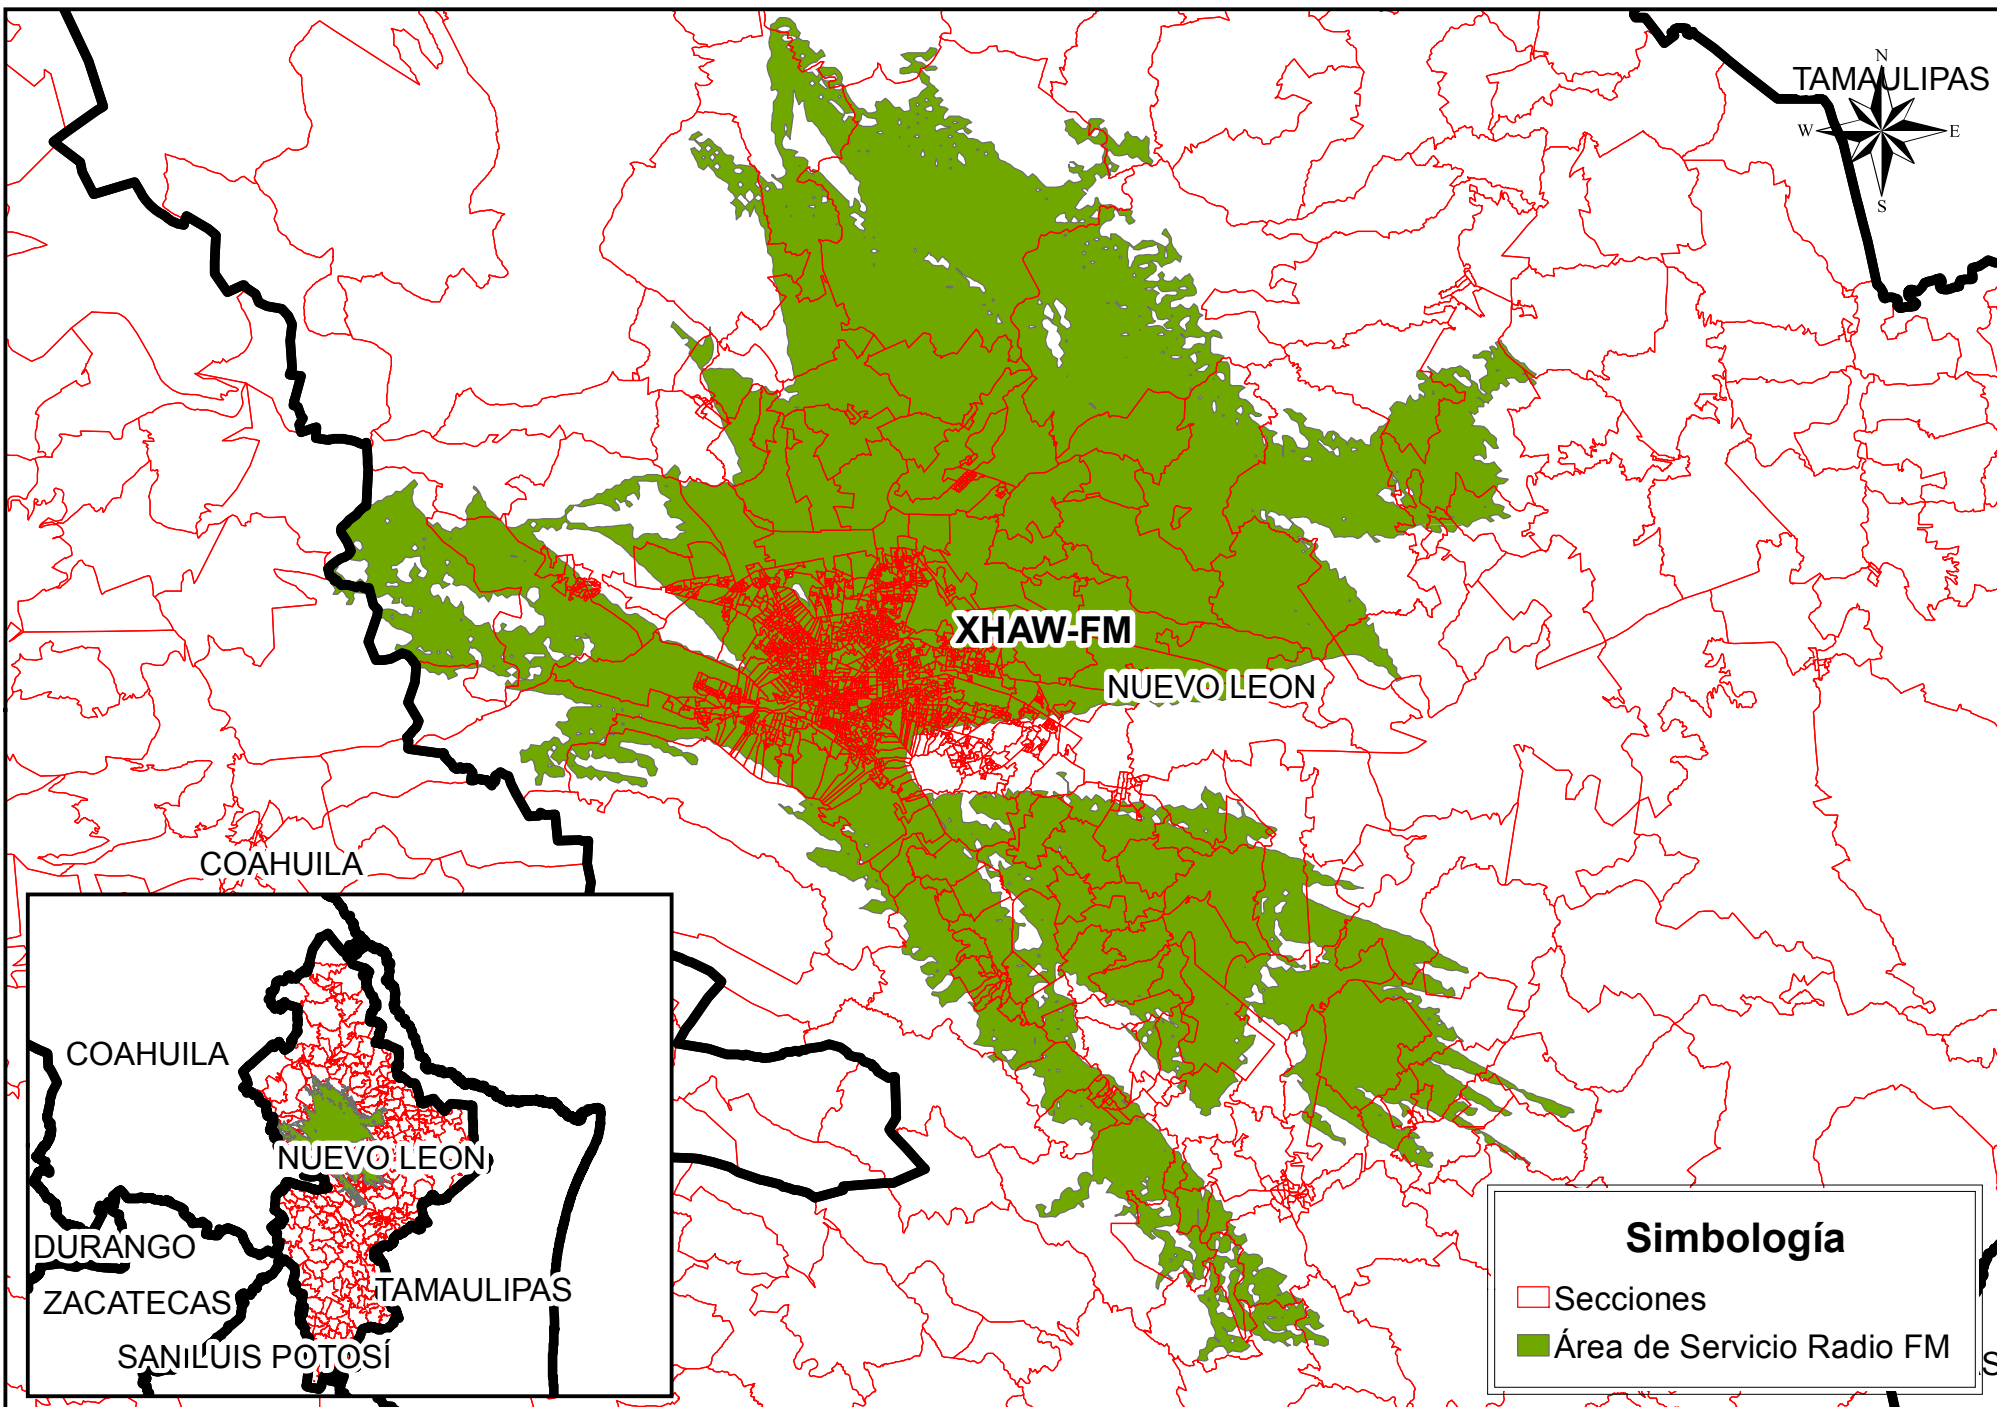 N
TAMAULIPAS
W
W
E
S
XHAW-FM
NUEVO LEON
COAHUILA
COAHUILA
NUEVO LEON
DURANGO
ZACATECAS
TAMAULIPAS
SAN LUIS POTOSÍ
Simbología
Secciones
Área de Servicio Radio FM
S